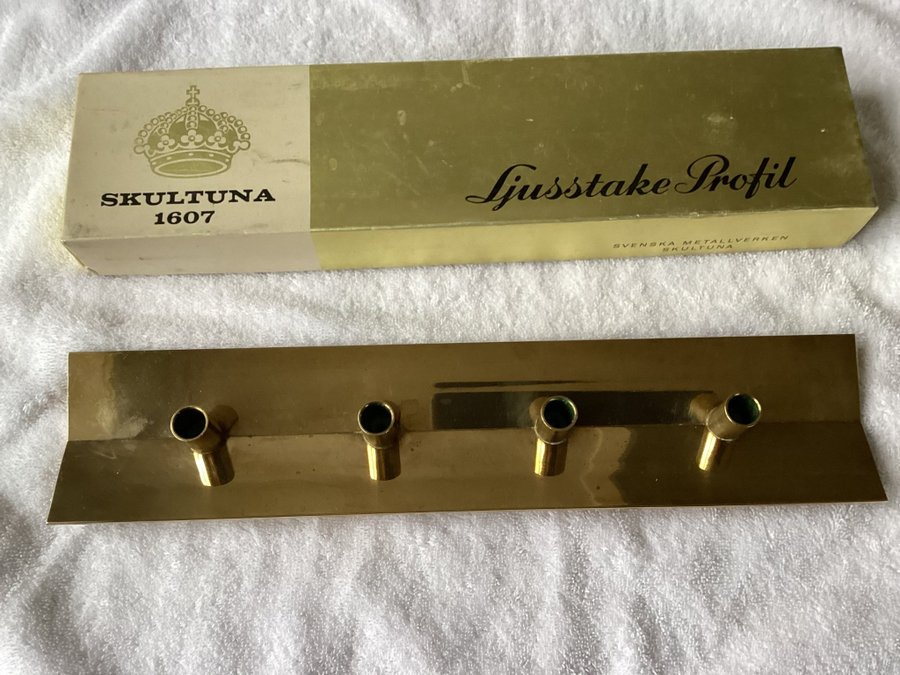 SKULTUNA
1607
Ljusstake Profil
SVENSKA METALLVERKEN
SKULTUNA